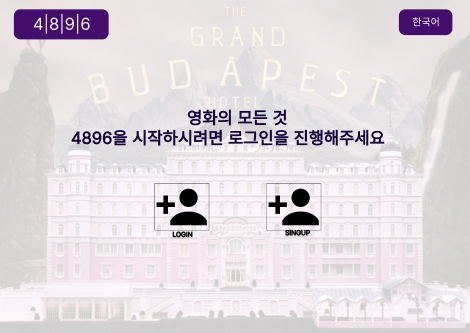 4|8|9|6
한국어
THE
GRAND
BUDAPEST
HOTEL
영화의 모든 것
4896을 시작하시려면 로그인을 진행해주세요
LOGIN
SINGUP